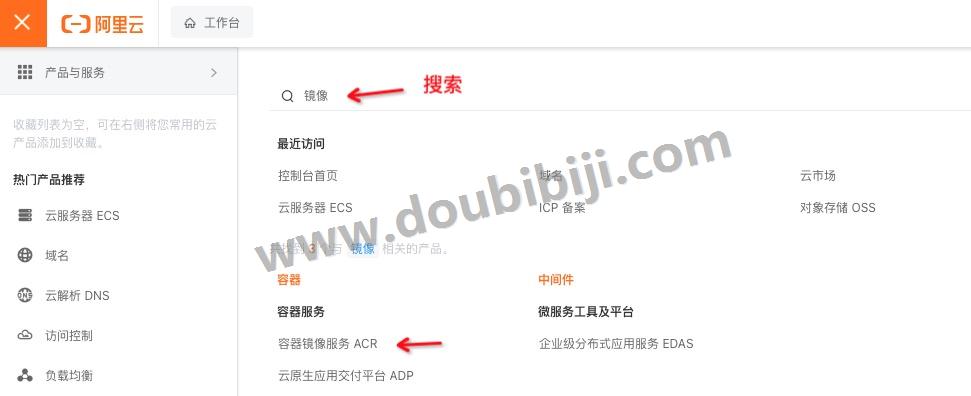 阿里云
工作台
产品与服务
收藏列表为空，可在右侧将您常用的云
产品添加到收藏。
热门产品推荐
云服务器 ECS
域名
云解析 DNS
访问控制
负载均衡
镜像
搜索
最近访问
控制台首页
域名
云市场
云服务器 ECS
ICP 备案
对象存储 OSS
共找到 3 个与 镜像 相关的产品。
容器
中间件
容器服务
微服务工具及平台
容器镜像服务 ACR
企业级分布式应用服务 EDAS
云原生应用交付平台 ADP
www.doubibiji.com